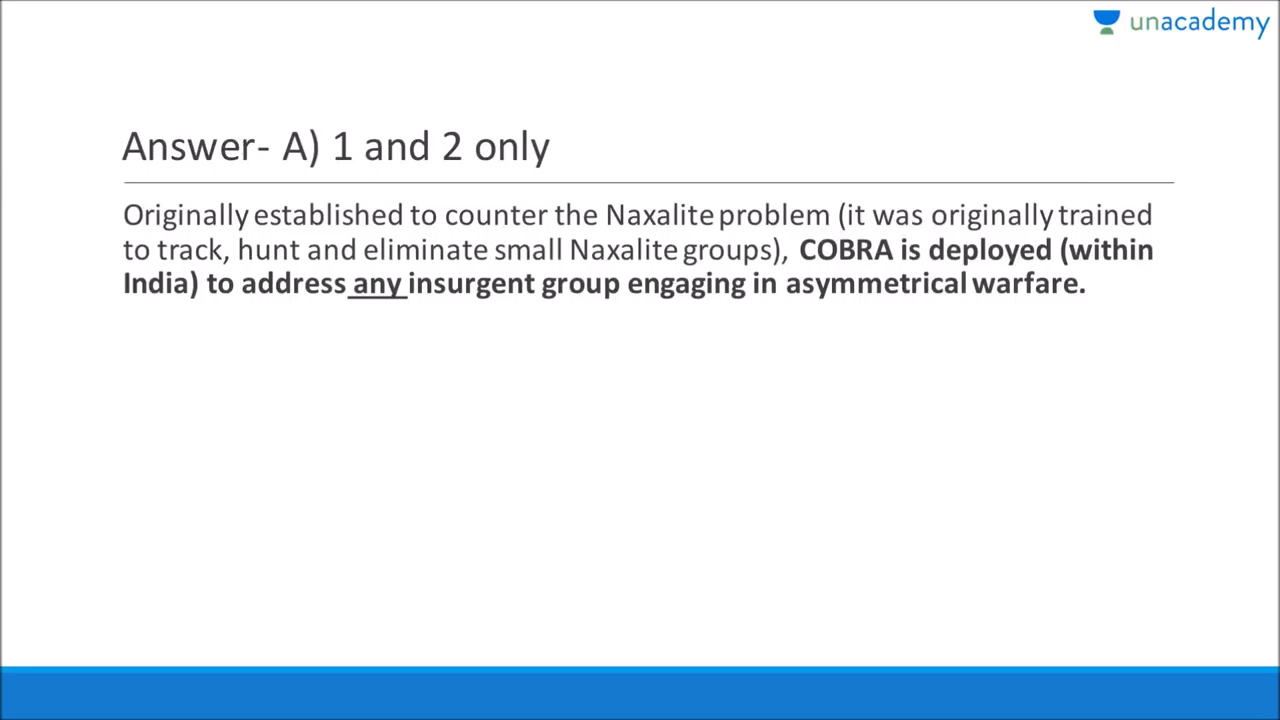 unacademy
Answer- A) 1 and 2 only
Originally established to counter the Naxalite problem (it was originally trained
to track, hunt and eliminate small Naxalite groups), COBRA is deployed (within
India) to address any insurgent group engaging in asymmetrical warfare.